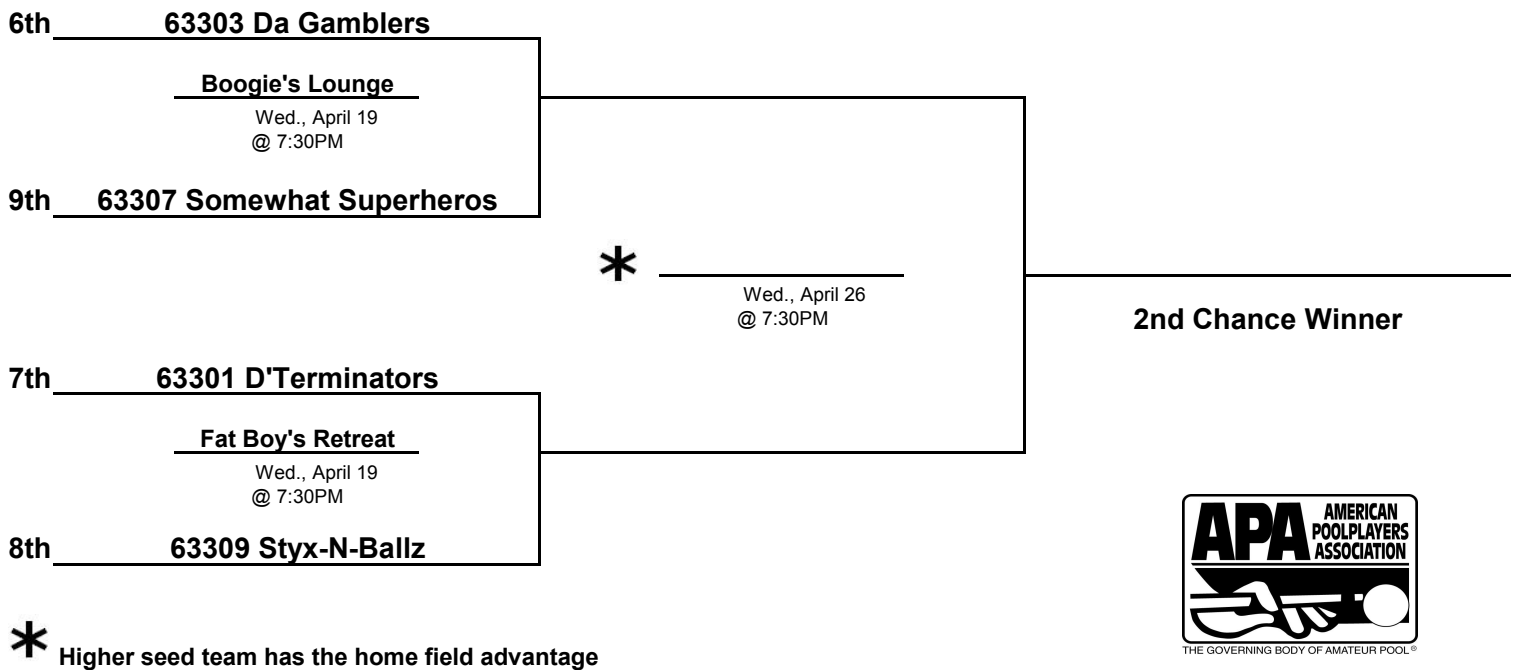 6th 63303 Da Gamblers
Boogie's Lounge
Wed., April 19
@ 7:30PM
9th 63307 Somewhat Superheros
* 
Wed., April 26
@ 7:30PM
2nd Chance Winner
7th 63301 D'Terminators
Fat Boy's Retreat
Wed., April 19
@ 7:30PM
8th 63309 Styx-N-Ballz
* Higher seed team has the home field advantage
APA AMERICAN
POOLPLAYERS
ASSOCIATION
THE GOVERNING BODY OF AMATEUR POOL®